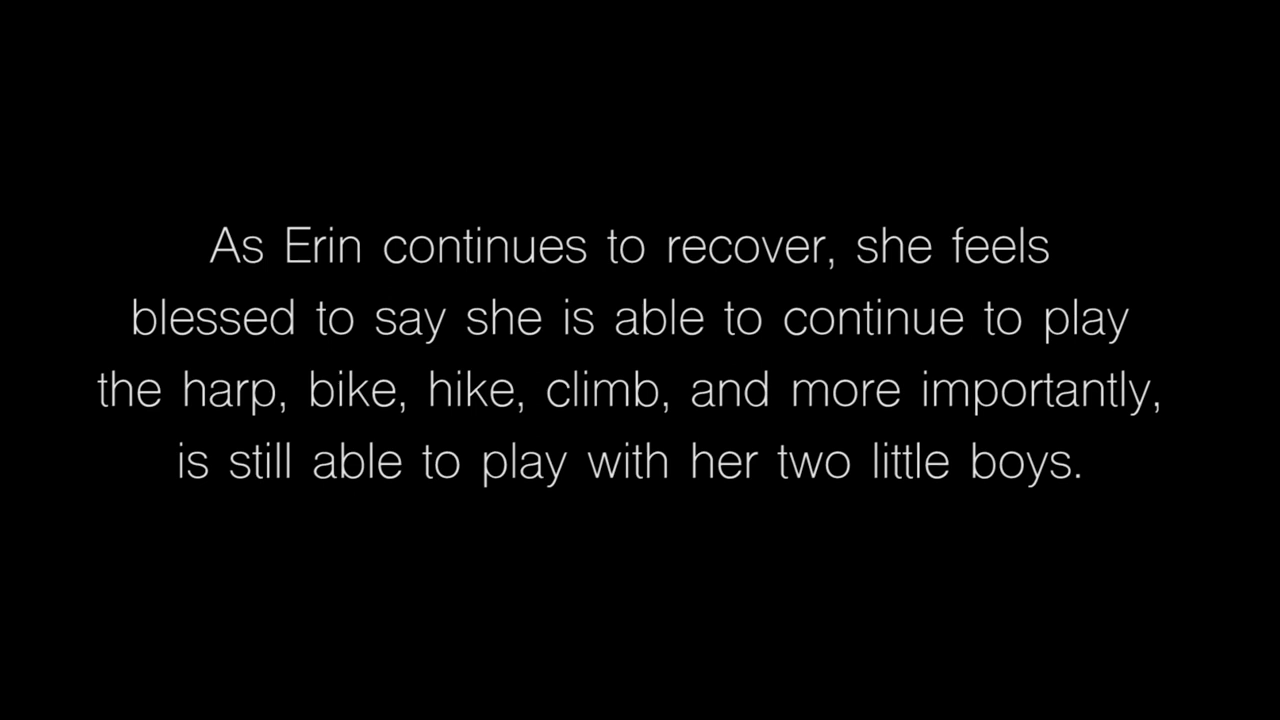 As Erin continues to recover, she feels
blessed to say she is able to continue to play
the harp, bike, hike, climb, and more importantly,
is still able to play with her two little boys.